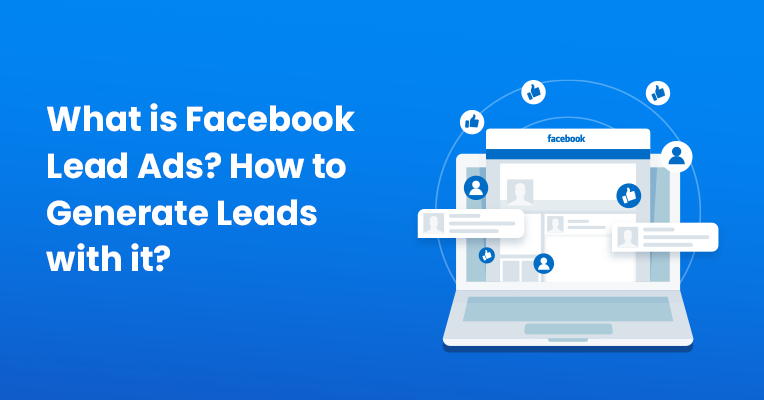 What is Facebook
Lead Ads? How to
Generate Leads
with it?
facebook